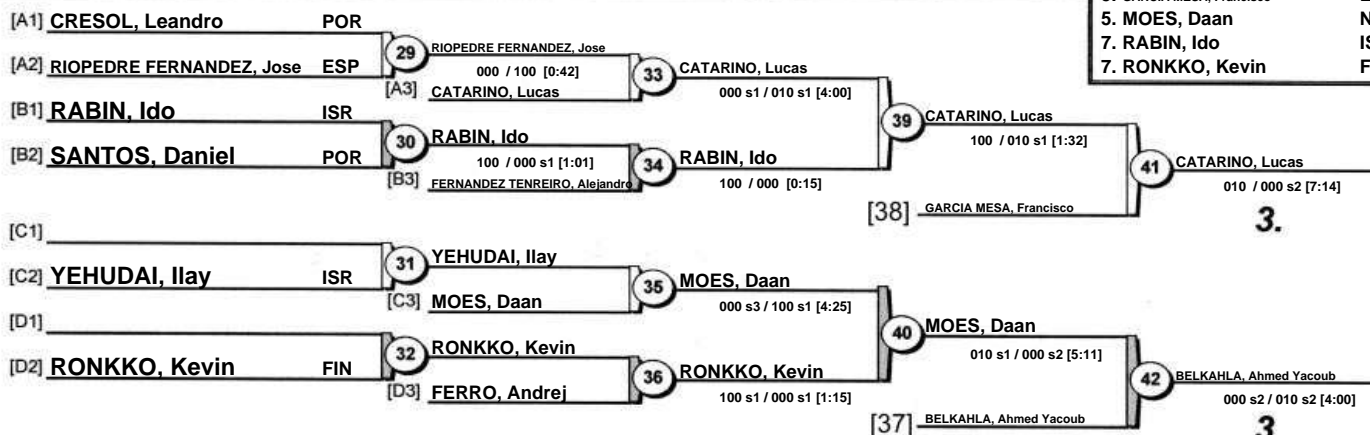 [A1] CRESOL, Leandro POR
[A2] RIOPEDRE FERNANDEZ, Jose ESP
29
[A3]
RIOPEDRE FERNANDEZ, Jose
000 / 100 [0:42]
CATARINO, Lucas
33
CATARINO, Lucas
000 s1 / 010 s1 [4:00]
[B1] RABIN, Ido ISR
[B2] SANTOS, Daniel POR
30
[B3]
RABIN, Ido
100 / 000 s1 [1:01]
FERNANDEZ TENREIRO, Alejandro
34
RABIN, Ido
100 / 000 [0:15]
39
CATARINO, Lucas
100 / 010 s1 [1:32]
[38] GARCIA MESA, Francisco
41
CATARINO, Lucas
010 / 000 s2 [7:14]
3.
[C1]
[C2] YEHUDAI, Ilay ISR
31
[C3]
YEHUDAI, Ilay
MOES, Daan
35
MOES, Daan
000 s3 / 100 s1 [4:25]
[D1]
[D2] RONKKO, Kevin FIN
32
[D3]
RONKKO, Kevin
FERRO, Andrej
36
RONKKO, Kevin
100 s1 / 000 s1 [1:15]
40
MOES, Daan
010 s1 / 000 s2 [5:11]
[37] BELKAHLA, Ahmed Yacoub
42
BELKAHLA, Ahmed Yacoub
000 s2 / 010 s2 [4:00]
3
5. MOES, Daan N
7. RABIN, Ido IS
7. RONKKO, Kevin F